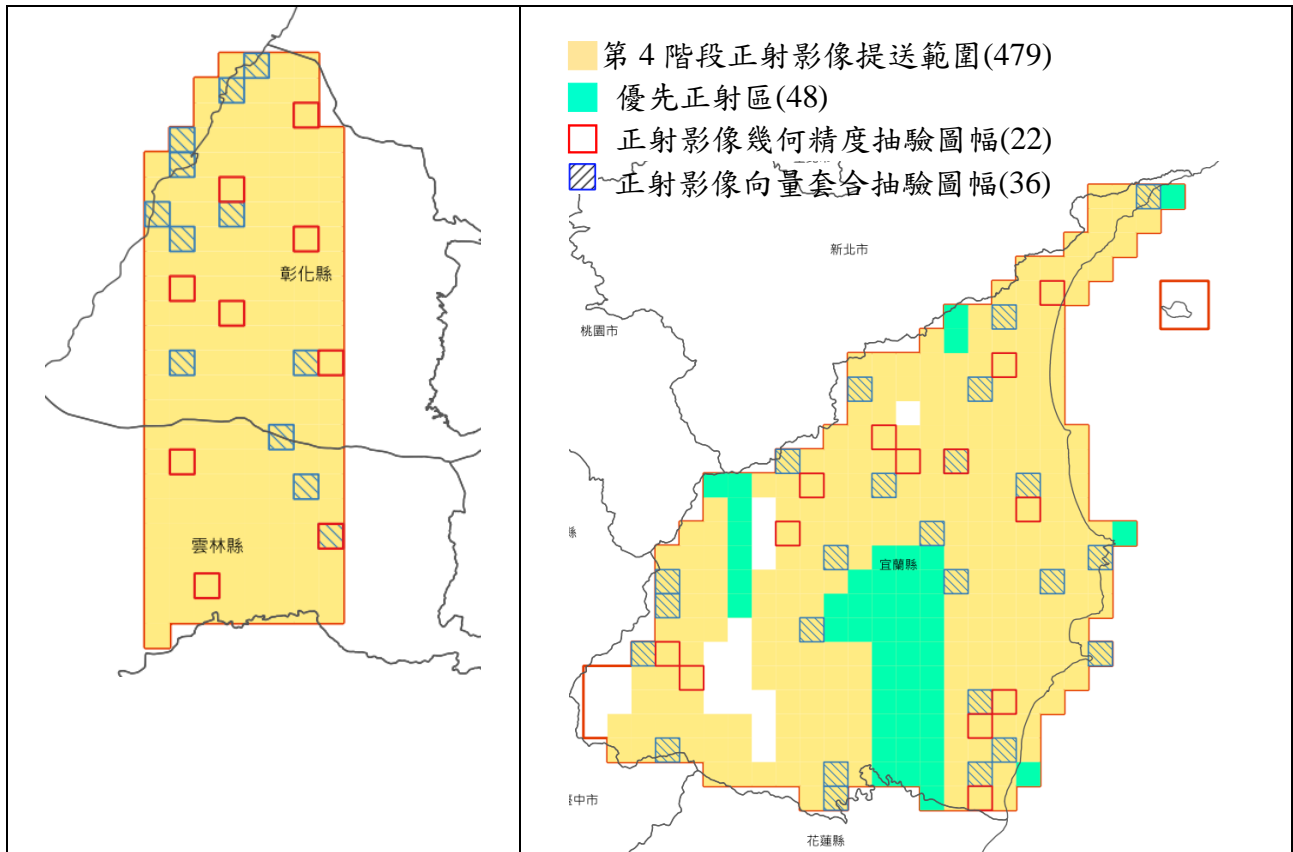 彰化縣
雲林縣
第 4 階段正射影像提送範圍(479)
優先正射區(48)
正射影像幾何精度抽驗圖幅(22)
正射影像向量套合抽驗圖幅(36)
新北市
桃園市
宜蘭縣
臺中市
花蓮縣